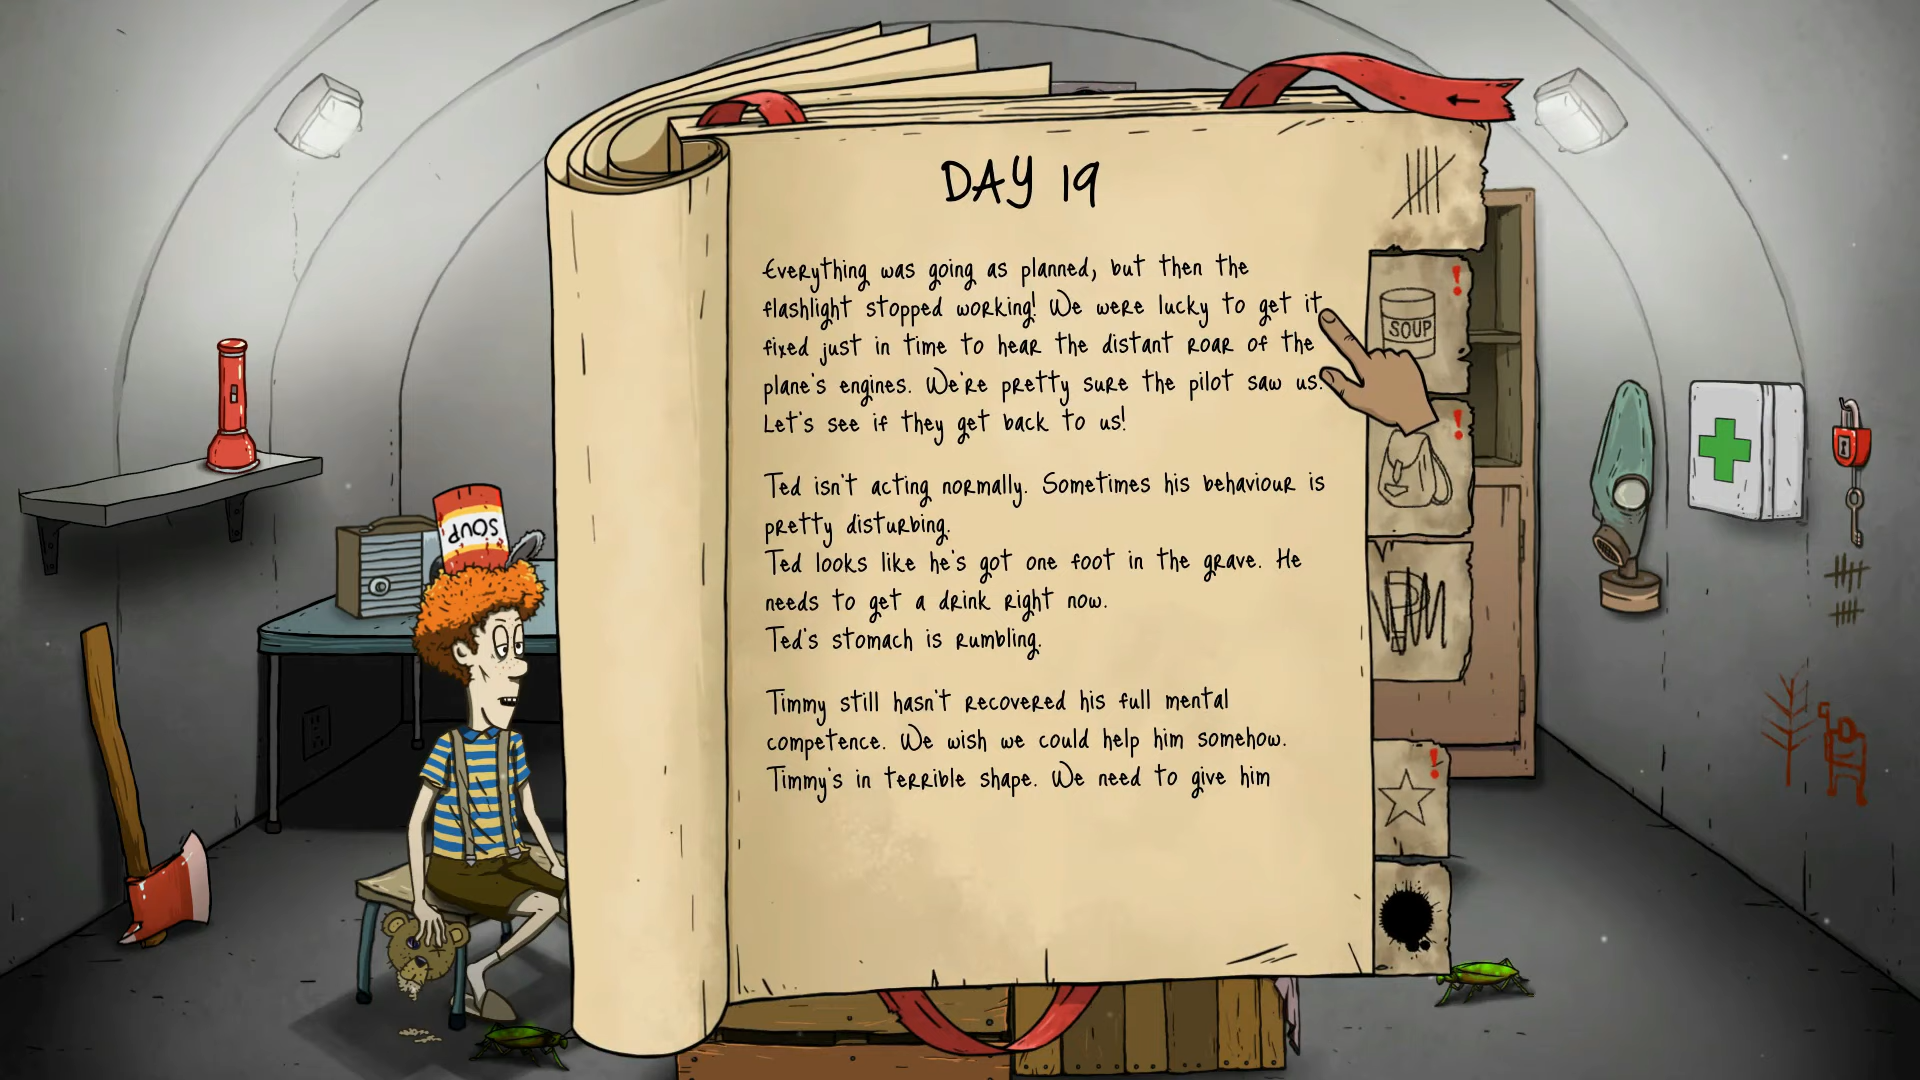 DAY 19
Everything was going as planned, but then the
flashlight stopped working! We were lucky to get it
fixed just in time to hear the distant roar of the
plane's engines. We're pretty sure the pilot saw us.
Let's see if they get back to us!
Ted isn't acting normally. Sometimes his behaviour is
pretty disturbing.
Ted looks like he's got one foot in the grave. He
needs to get a drink right now.
Ted's stomach is rumbling.
Timmy still hasn't recovered his full mental
competence. We wish we could help him somehow.
Timmy's in terrible shape. We need to give him
!
SOUP
!
!
SOUP